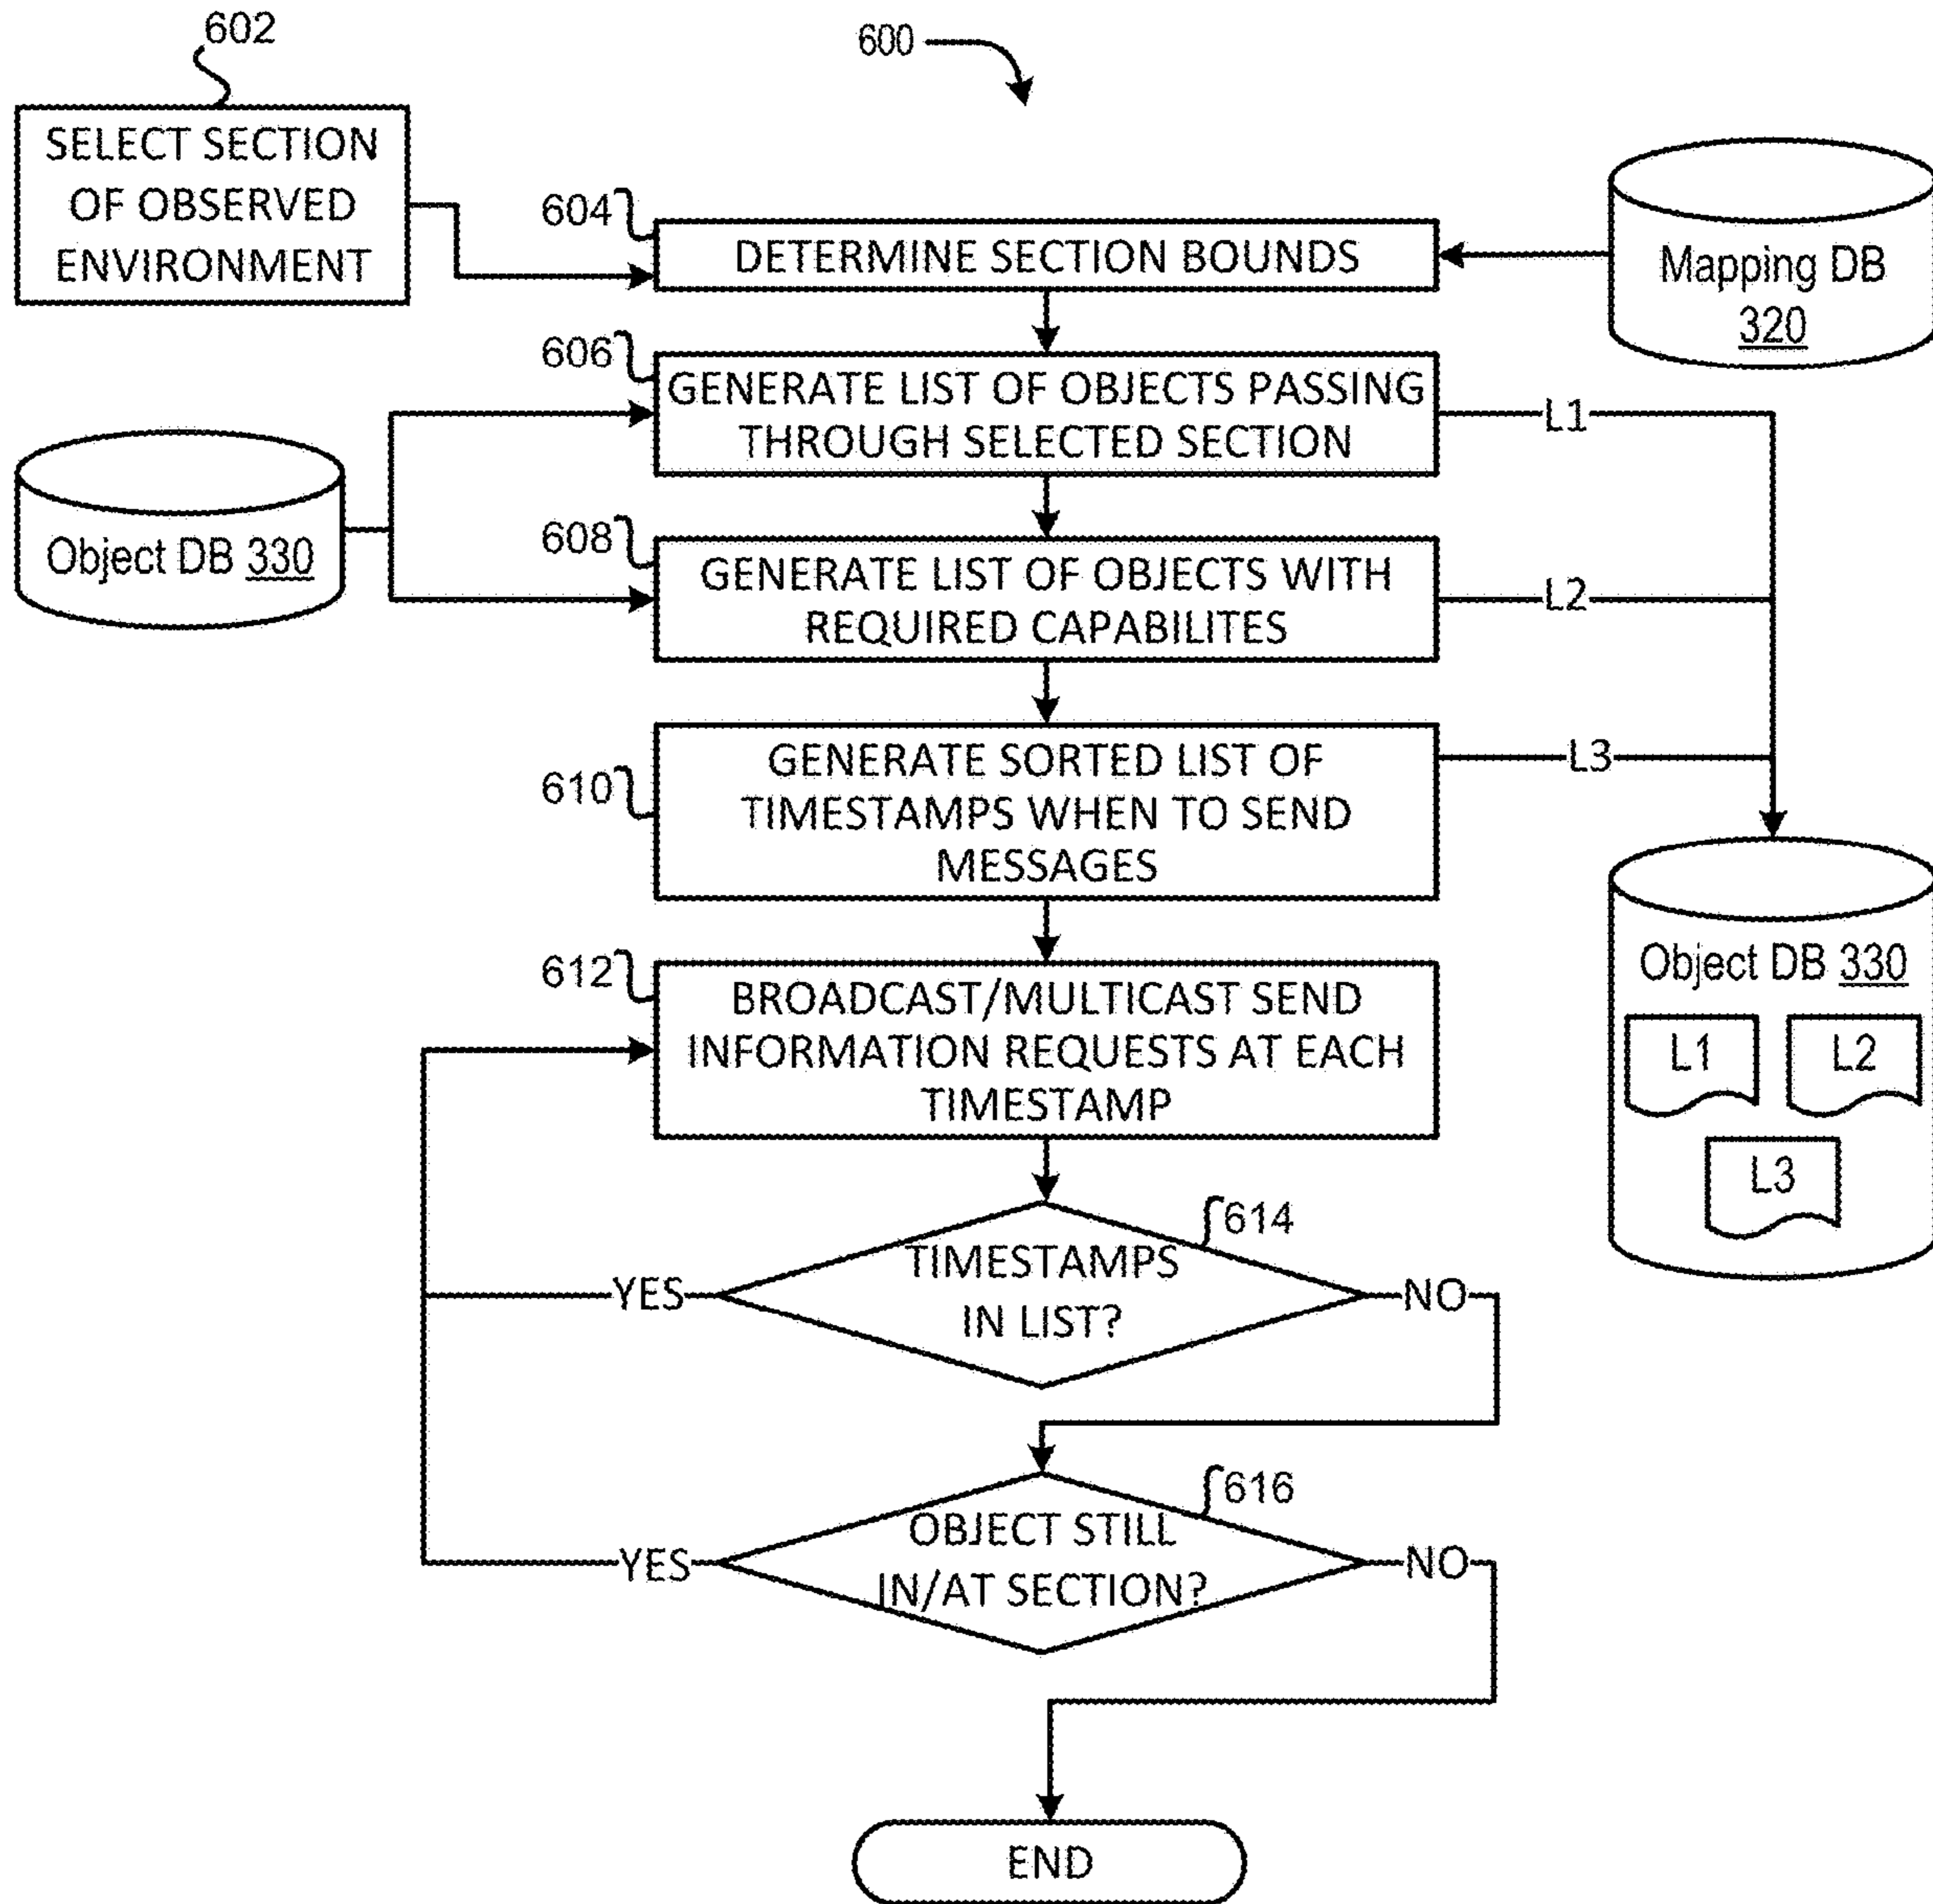 602
600
SELECT SECTION
OF OBSERVED
ENVIRONMENT
604
DETERMINE SECTION BOUNDS
Mapping DB
320
606
GENERATE LIST OF OBJECTS PASSING
THROUGH SELECTED SECTION
L1
Object DB 330
608
GENERATE LIST OF OBJECTS WITH
REQUIRED CAPABILITES
L2
610
GENERATE SORTED LIST OF
TIMESTAMPS WHEN TO SEND
MESSAGES
L3
612
BROADCAST/MULTICAST SEND
INFORMATION REQUESTS AT EACH
TIMESTAMP
Object DB 330
L1
L2
L3
614
TIMESTAMPS
IN LIST?
YES
NO
616
OBJECT STILL
IN/AT SECTION?
YES
NO
END